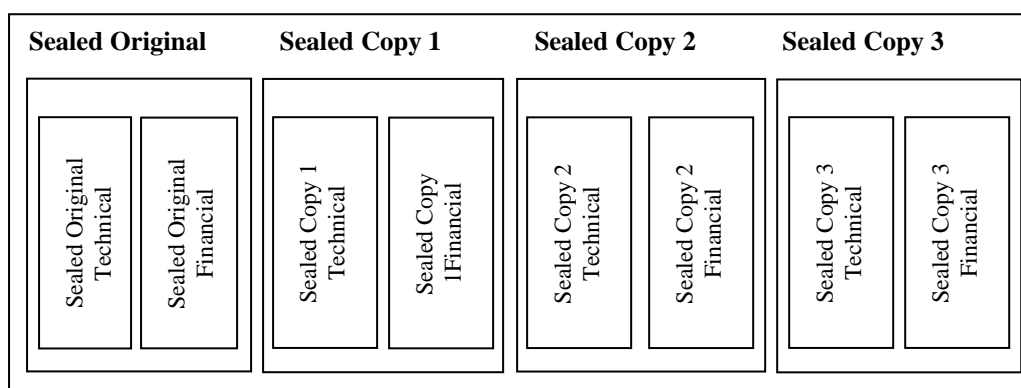 Sealed Original
Sealed Copy 1
Sealed Copy 2
Sealed Copy 3
Sealed Original
Technical
Sealed Original
Financial
Sealed Copy 1
Technical
Sealed Copy
1Financial
Sealed Copy 2
Technical
Sealed Copy 2
Financial
Sealed Copy 3
Technical
Sealed Copy 3
Financial